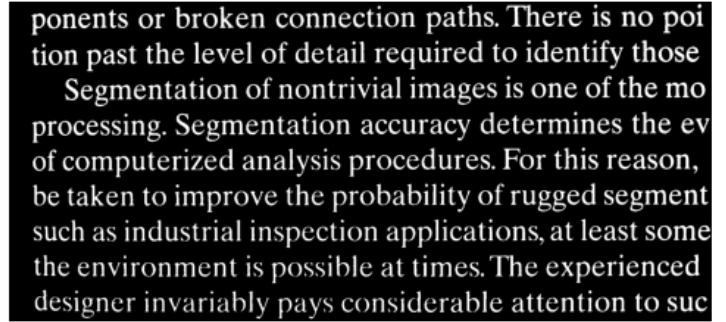 ponents or broken connection paths. There is no poi
tion past the level of detail required to identify those
Segmentation of nontrivial images is one of the mo
processing. Segmentation accuracy determines the ev
of computerized analysis procedures. For this reason,
be taken to improve the probability of rugged segment
such as industrial inspection applications, at least some
the environment is possible at times. The experienced
designer invariably pays considerable attention to suc